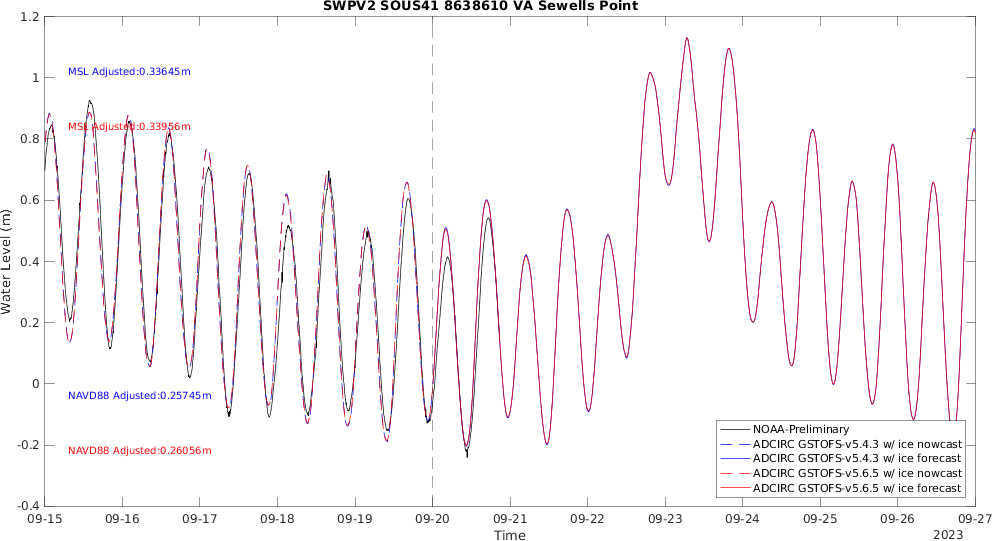 SWPV2 SOUS41 8638610 VA Sewells Point
1.2
1
0.8
0.6
0.4
0.2
0
-0.2
-0.4
Water Level (m)
MSL Adjusted:0.33645m
MSL Adjusted:0.33956m
NAVD88 Adjusted:0.25745m
NAVD88 Adjusted:0.26056m
NOAA-Preliminary
ADCIRC GSTOFS-v5.4.3 w/ ice nowcast
ADCIRC GSTOFS-v5.4.3 w/ ice forecast
ADCIRC GSTOFS-v5.6.5 w/ ice nowcast
ADCIRC GSTOFS-v5.6.5 w/ ice forecast
09-15 09-16 09-17 09-18 09-19 09-20 09-21 09-22 09-23 09-24 09-25 09-26 09-27
Time
2023